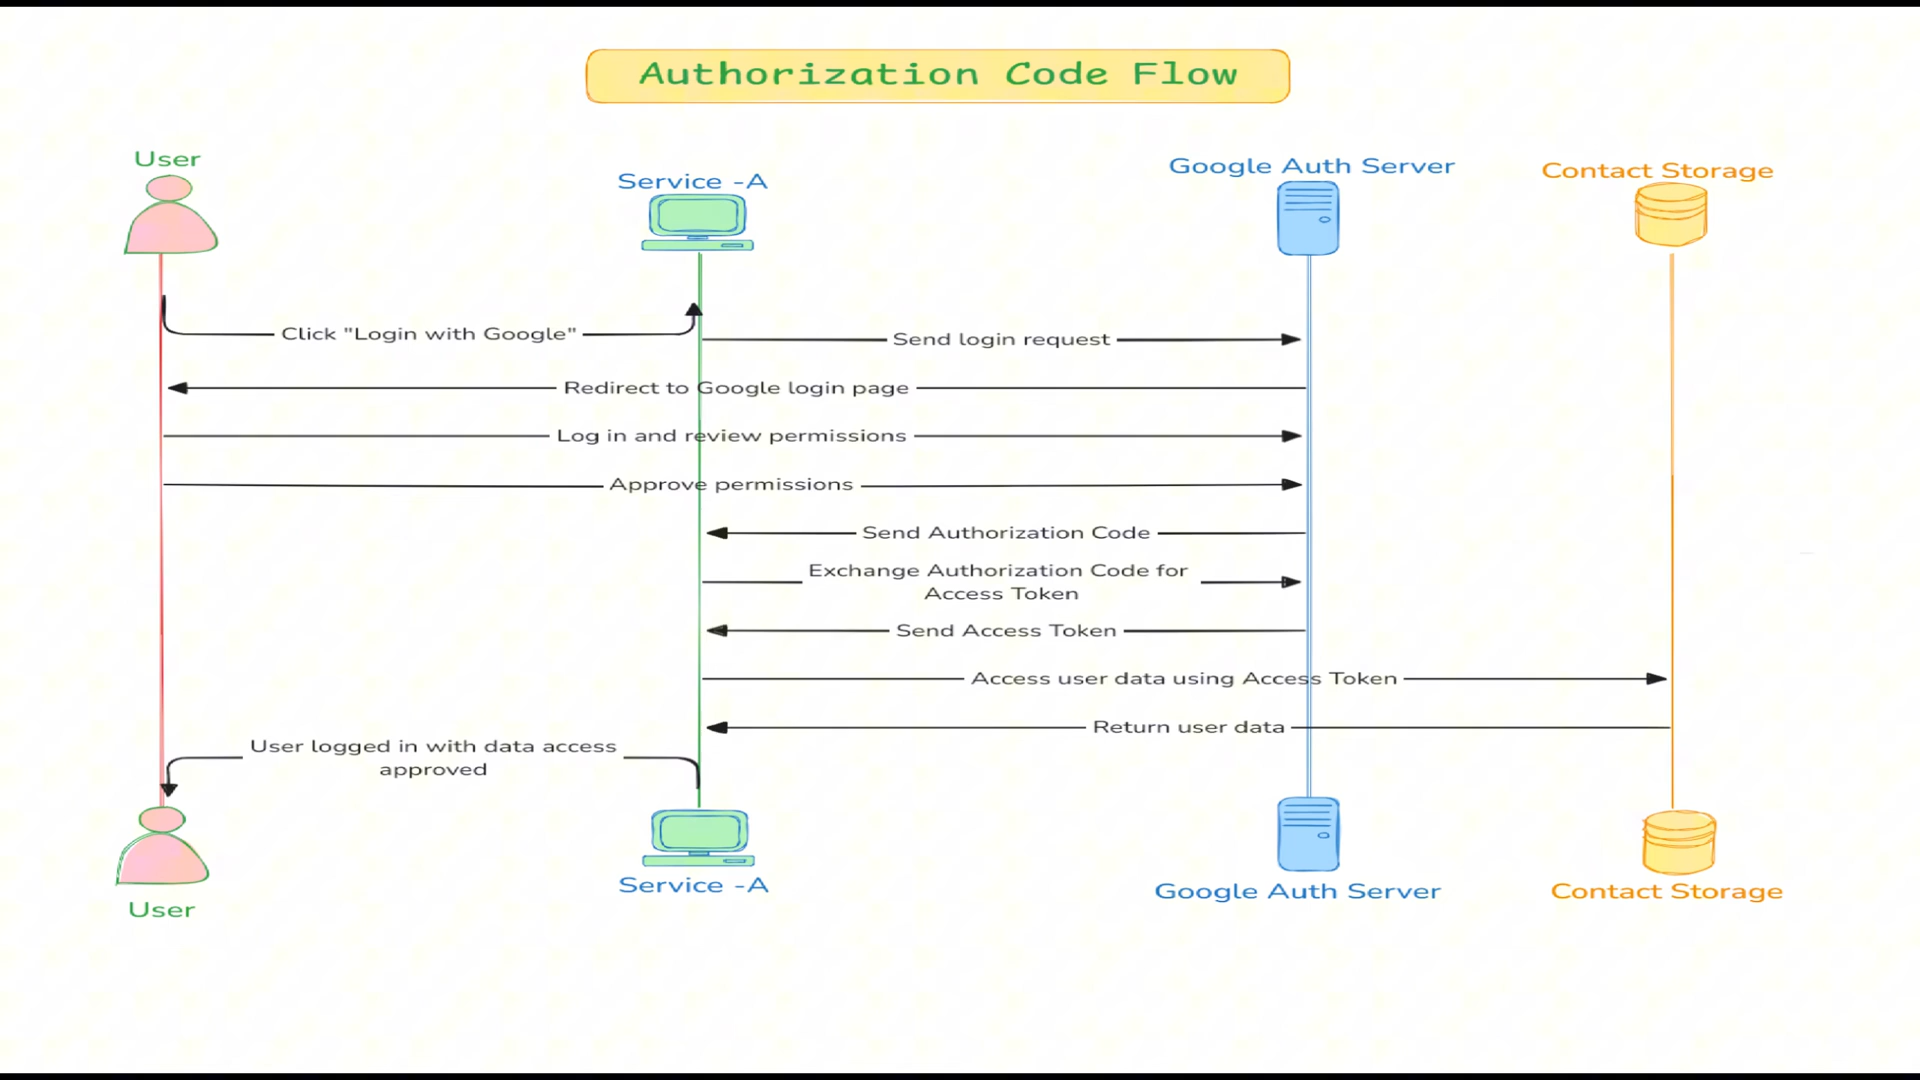 Authorization Code Flow
User
Service -A
Google Auth Server
Contact Storage
Click "Login with Google"
Send login request
Redirect to Google login page
Log in and review permissions
Approve permissions
Send Authorization Code
Exchange Authorization Code for
Access Token
Send Access Token
Access user data using Access Token
Return user data
User logged in with data access
approved
User
Service -A
Google Auth Server
Contact Storage